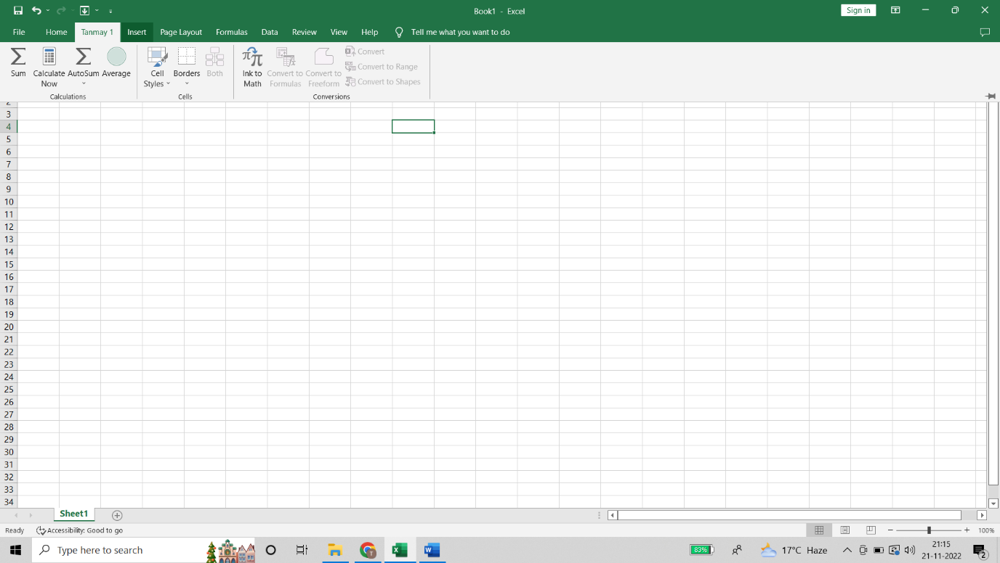 Book1 - Excel
Sign in
File Home Tanmay 1 Insert Page Layout Formulas Data Review View Help Tell me what you want to do
Sum
Calculate Now
AutoSum
Average
Calculations
Cell Styles
Borders
Both
Cells
Ink to Math
Convert to Formulas
Convert to Freeform
Convert
Convert to Range
Convert to Shapes
Conversions
2
3
4
5
6
7
8
9
10
11
12
13
14
15
16
17
18
19
20
21
22
23
24
25
26
27
28
29
30
31
32
33
34
Sheet1
Ready Accessibility: Good to go 100%
Type here to search
83%
17°C Haze
21:15
21-11-2022
2